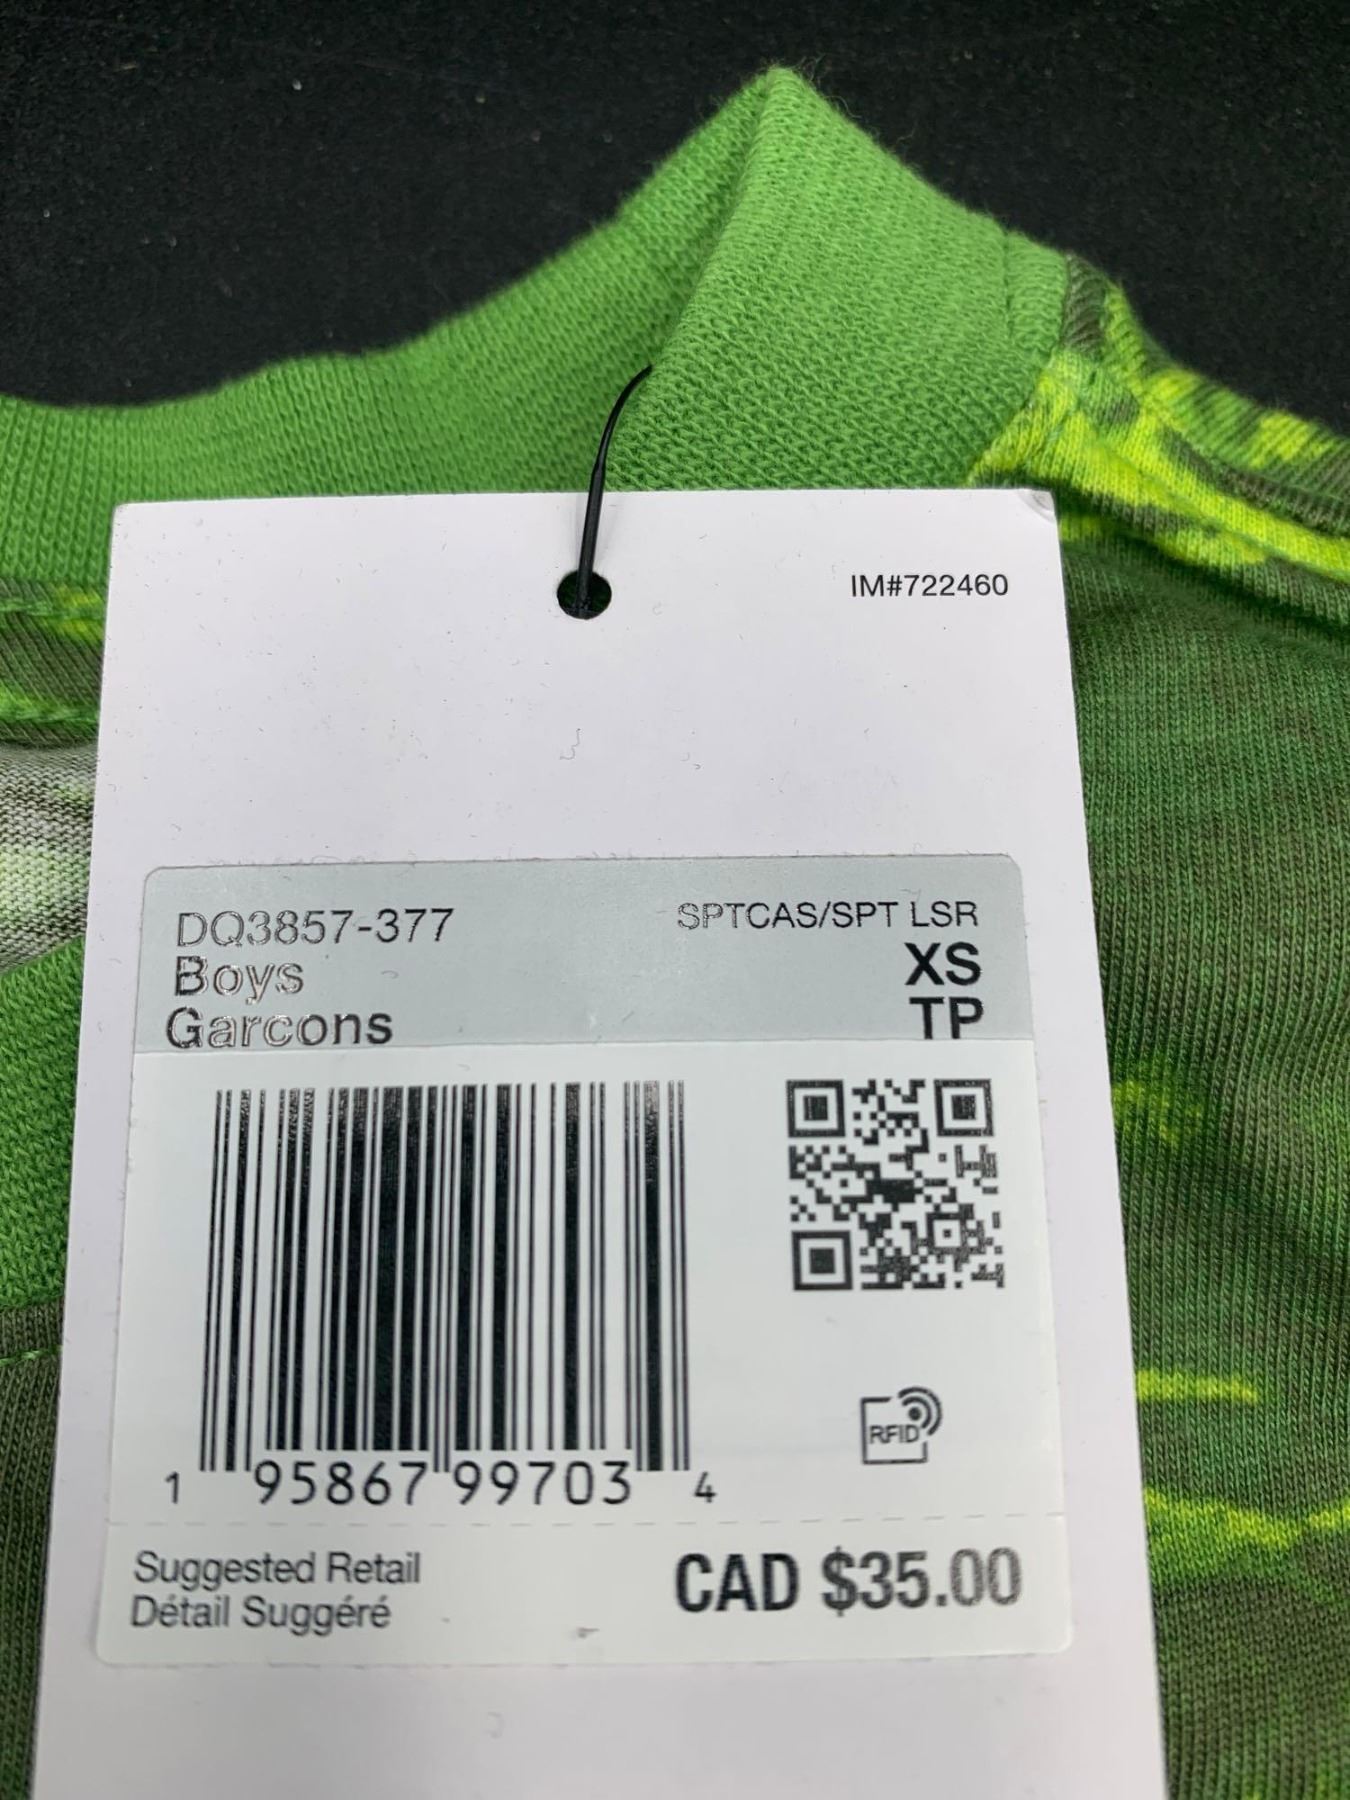 IM#722460
DQ3857-377 SPTCAS/SPT LSR
Boys XS
Garcons TP
RFID
1 95867 99703 4
Suggested Retail CAD $35.00
Détail Suggéré